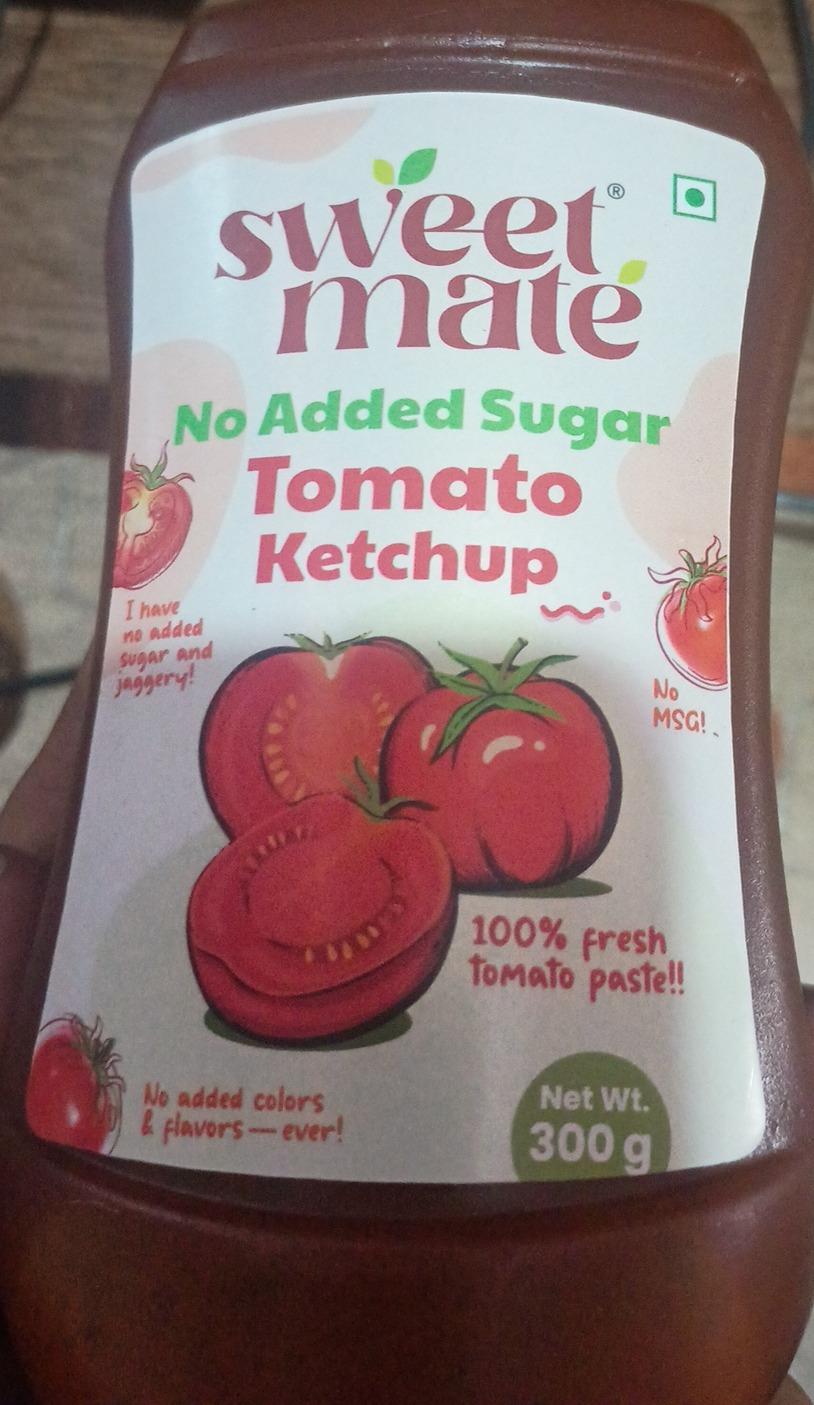 sweet®
mate
No Added Sugar
Tomato
Ketchup
I have
no added
sugar and
jaggery!
No
MSG!
100% fresh
tomato paste!!
No added colors
& flavors — ever!
Net Wt.
300 g